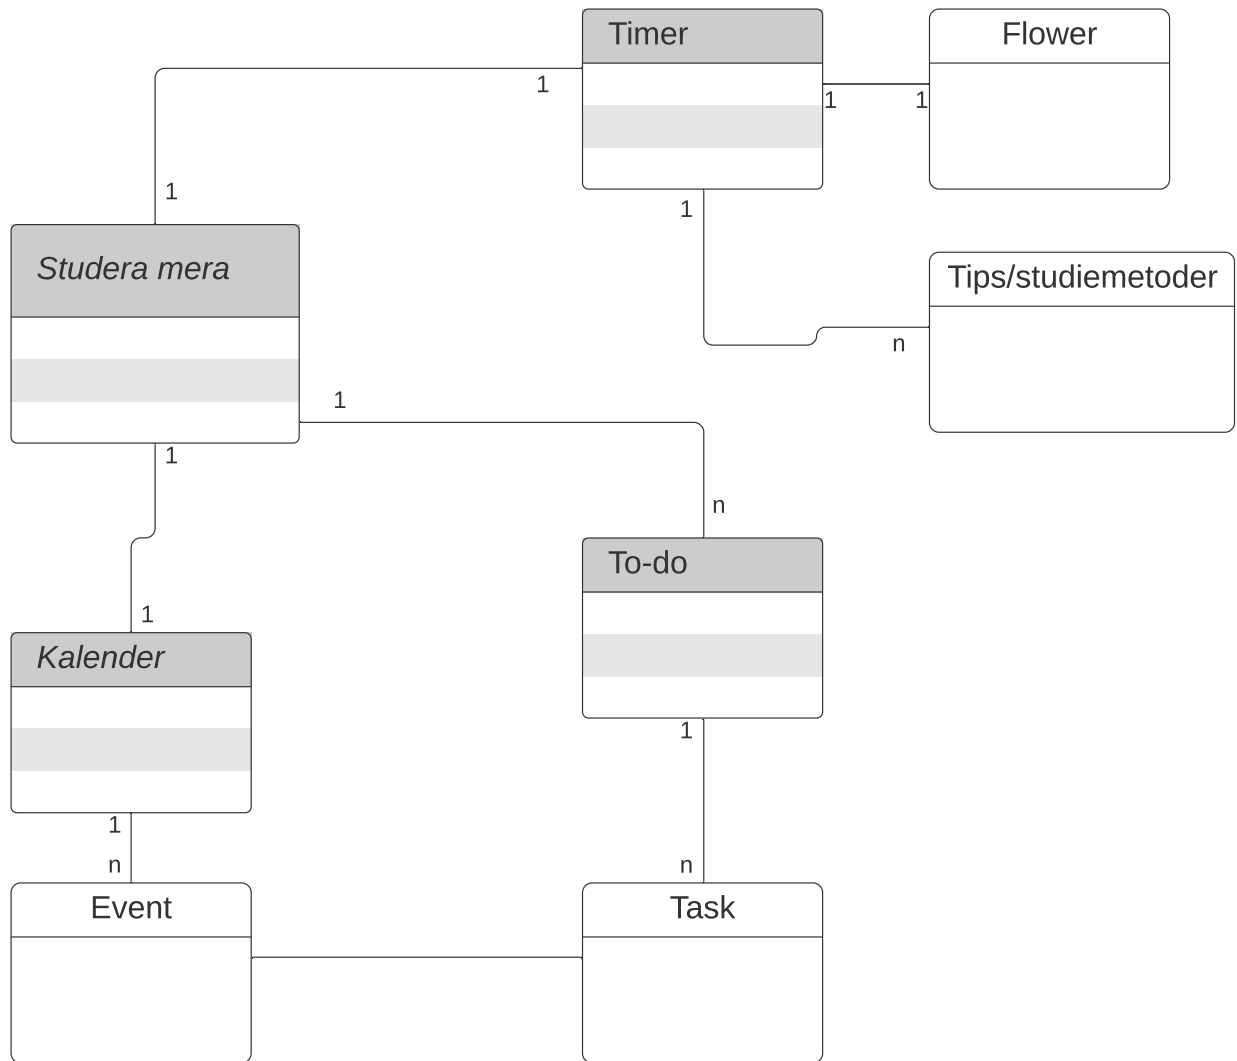 Timer
Flower
1
1
1
1
1
Studera mera
Tips/studiemetoder
n
1
1
n
To-do
1
Kalender
1
1
n
n
Event
Task